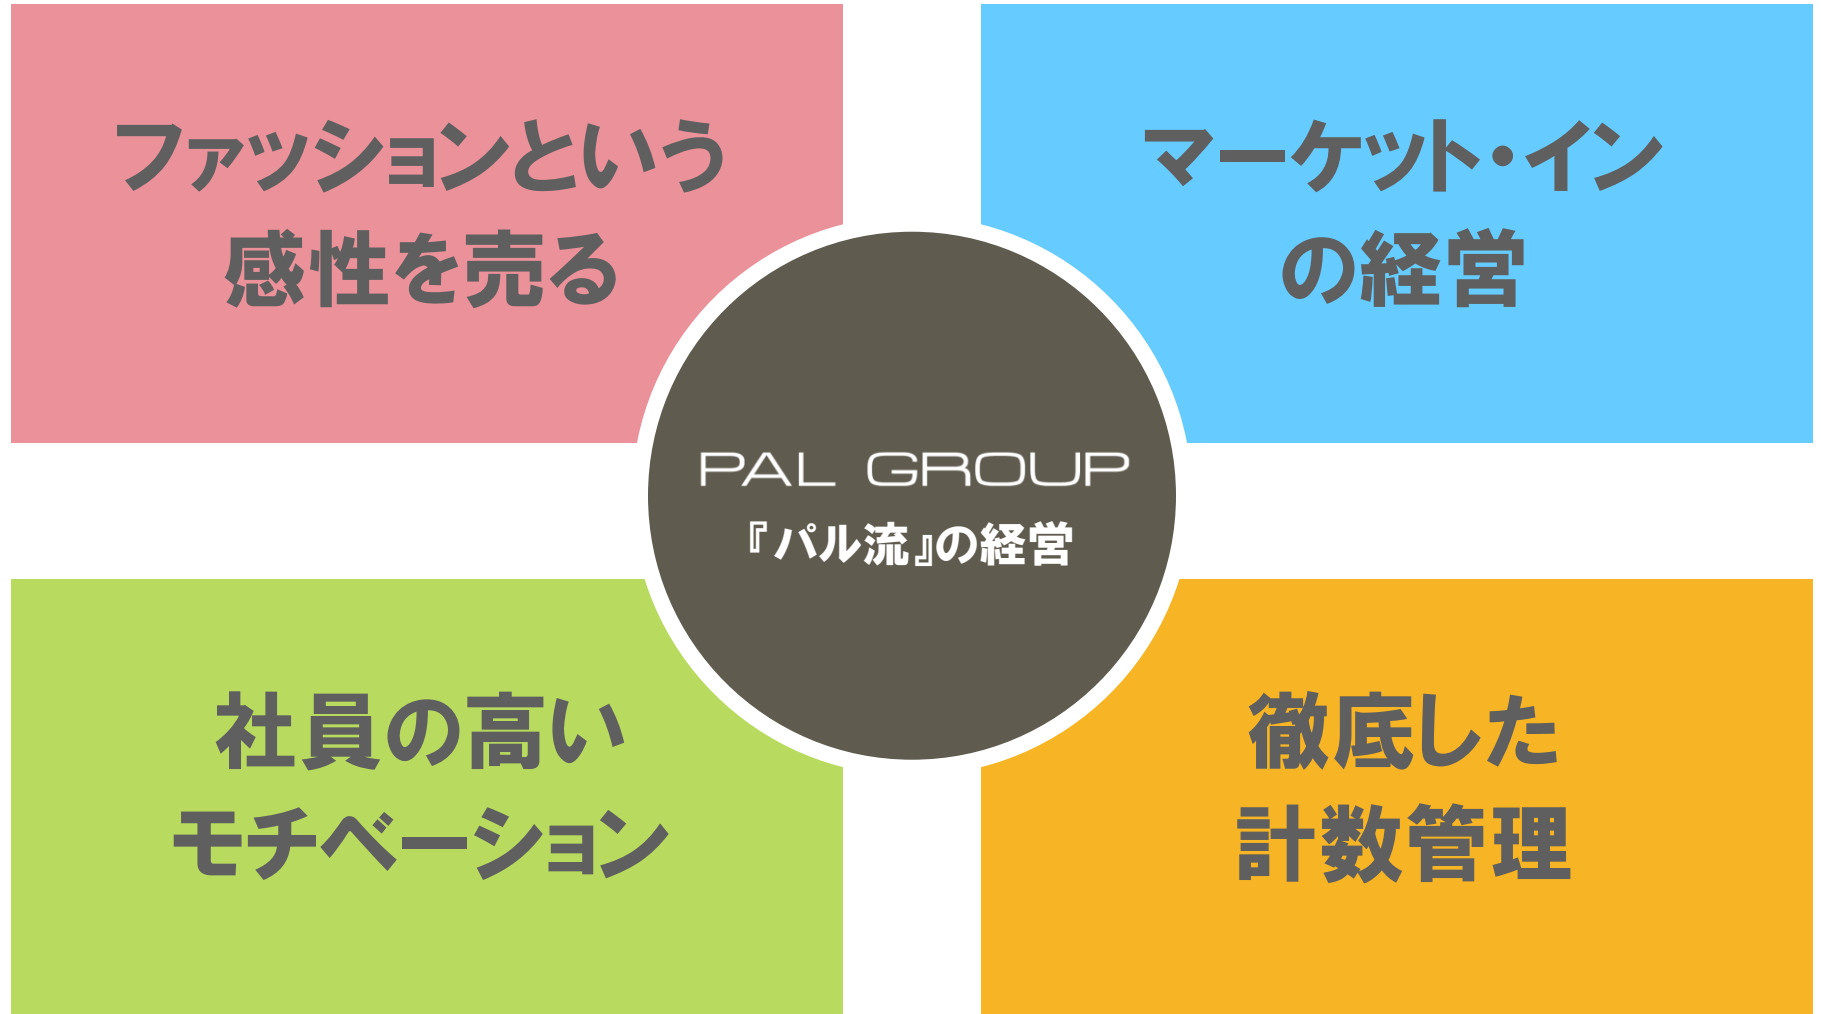 ファッションという
感性を売る
マーケット・イン
の経営
PAL GROUP
『パル流』の経営
社員の高い
モチベーション
徹底した
計数管理